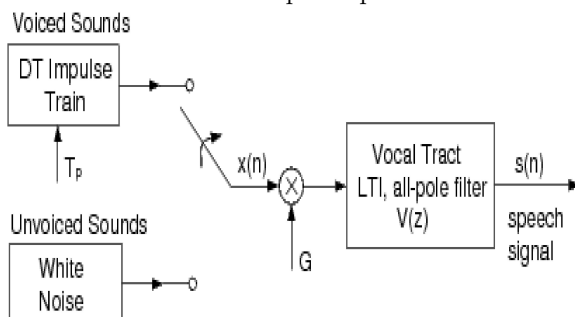 Voiced Sounds
DT Impulse
Train
Tp
x(n)
G
Vocal Tract
LTI, all-pole filter
V(z)
s(n)
speech
signal
Unvoiced Sounds
White
Noise